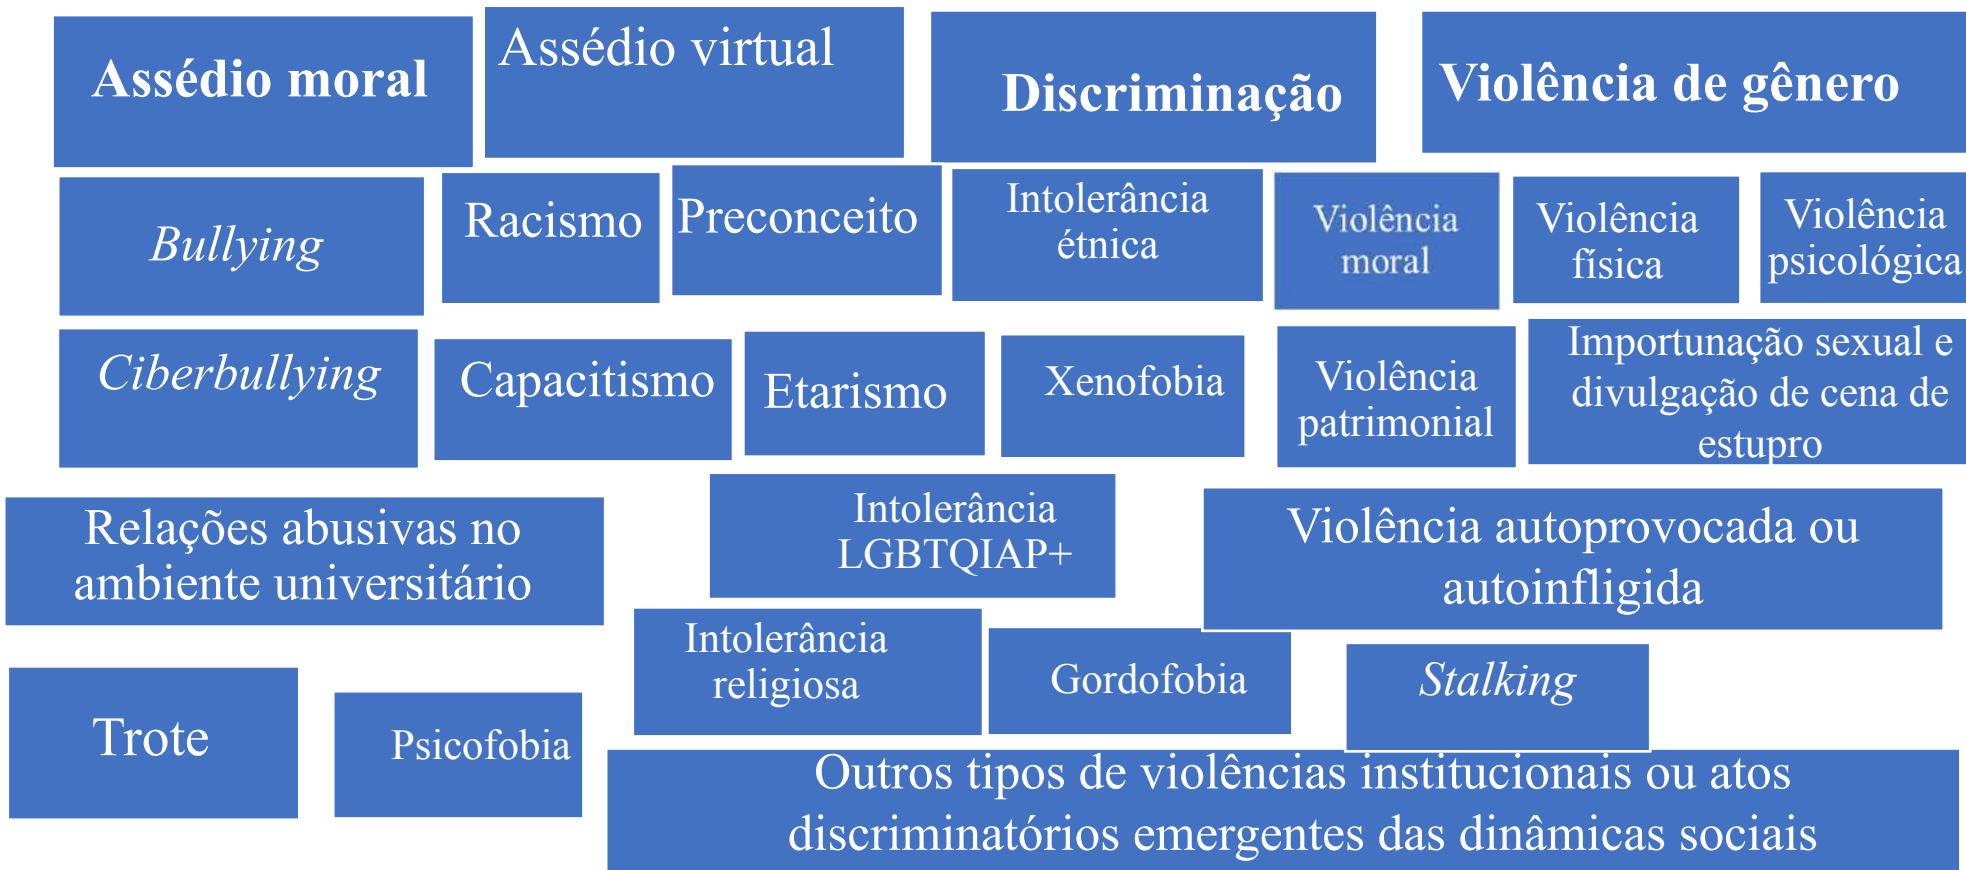 Assédio moral
Assédio virtual
Discriminação
Violência de gênero
Bullying
Racismo
Preconceito
Intolerância
étnica
Violência
moral
Violência
física
Violência
psicológica
Ciberbullying
Capacitismo
Etarismo
Xenofobia
Violência
patrimonial
Importunação sexual e
divulgação de cena de
estupro
Relações abusivas no
ambiente universitário
Intolerância
LGBTQIAP+
Violência autoprovocada ou
autoinfligida
Trote
Psicofobia
Intolerância
religiosa
Gordofobia
Stalking
Outros tipos de violências institucionais ou atos
discriminatórios emergentes das dinâmicas sociais